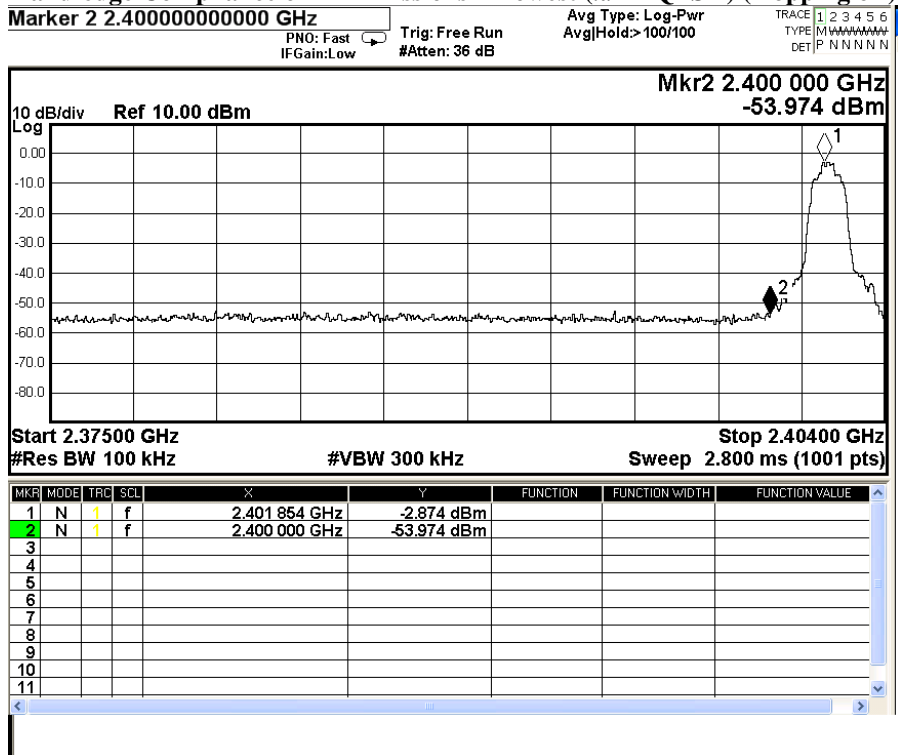 Marker 2 2.400000000000 GHz
PNO: Fast
IFGain:Low
Trig: Free Run
#Atten: 36 dB
Avg Type: Log-Pwr
Avg|Hold:>100/100
TRACE 1 2 3 4 5 6
TYPE M
DET P N N N N N
Mkr2 2.400 000 GHz
-53.974 dBm
10 dB/div Ref 10.00 dBm
Log
0.00
-10.0
-20.0
-30.0
-40.0
-50.0
-60.0
-70.0
-80.0
1
2
Start 2.37500 GHz Stop 2.40400 GHz
#Res BW 100 kHz #VBW 300 kHz Sweep 2.800 ms (1001 pts)
MKR MODE TRC SCL X Y FUNCTION FUNCTION WIDTH FUNCTION VALUE
1 N 1 f 2.401 854 GHz -2.874 dBm
2 N 1 f 2.400 000 GHz -53.974 dBm
3
4
5
6
7
8
9
10
11